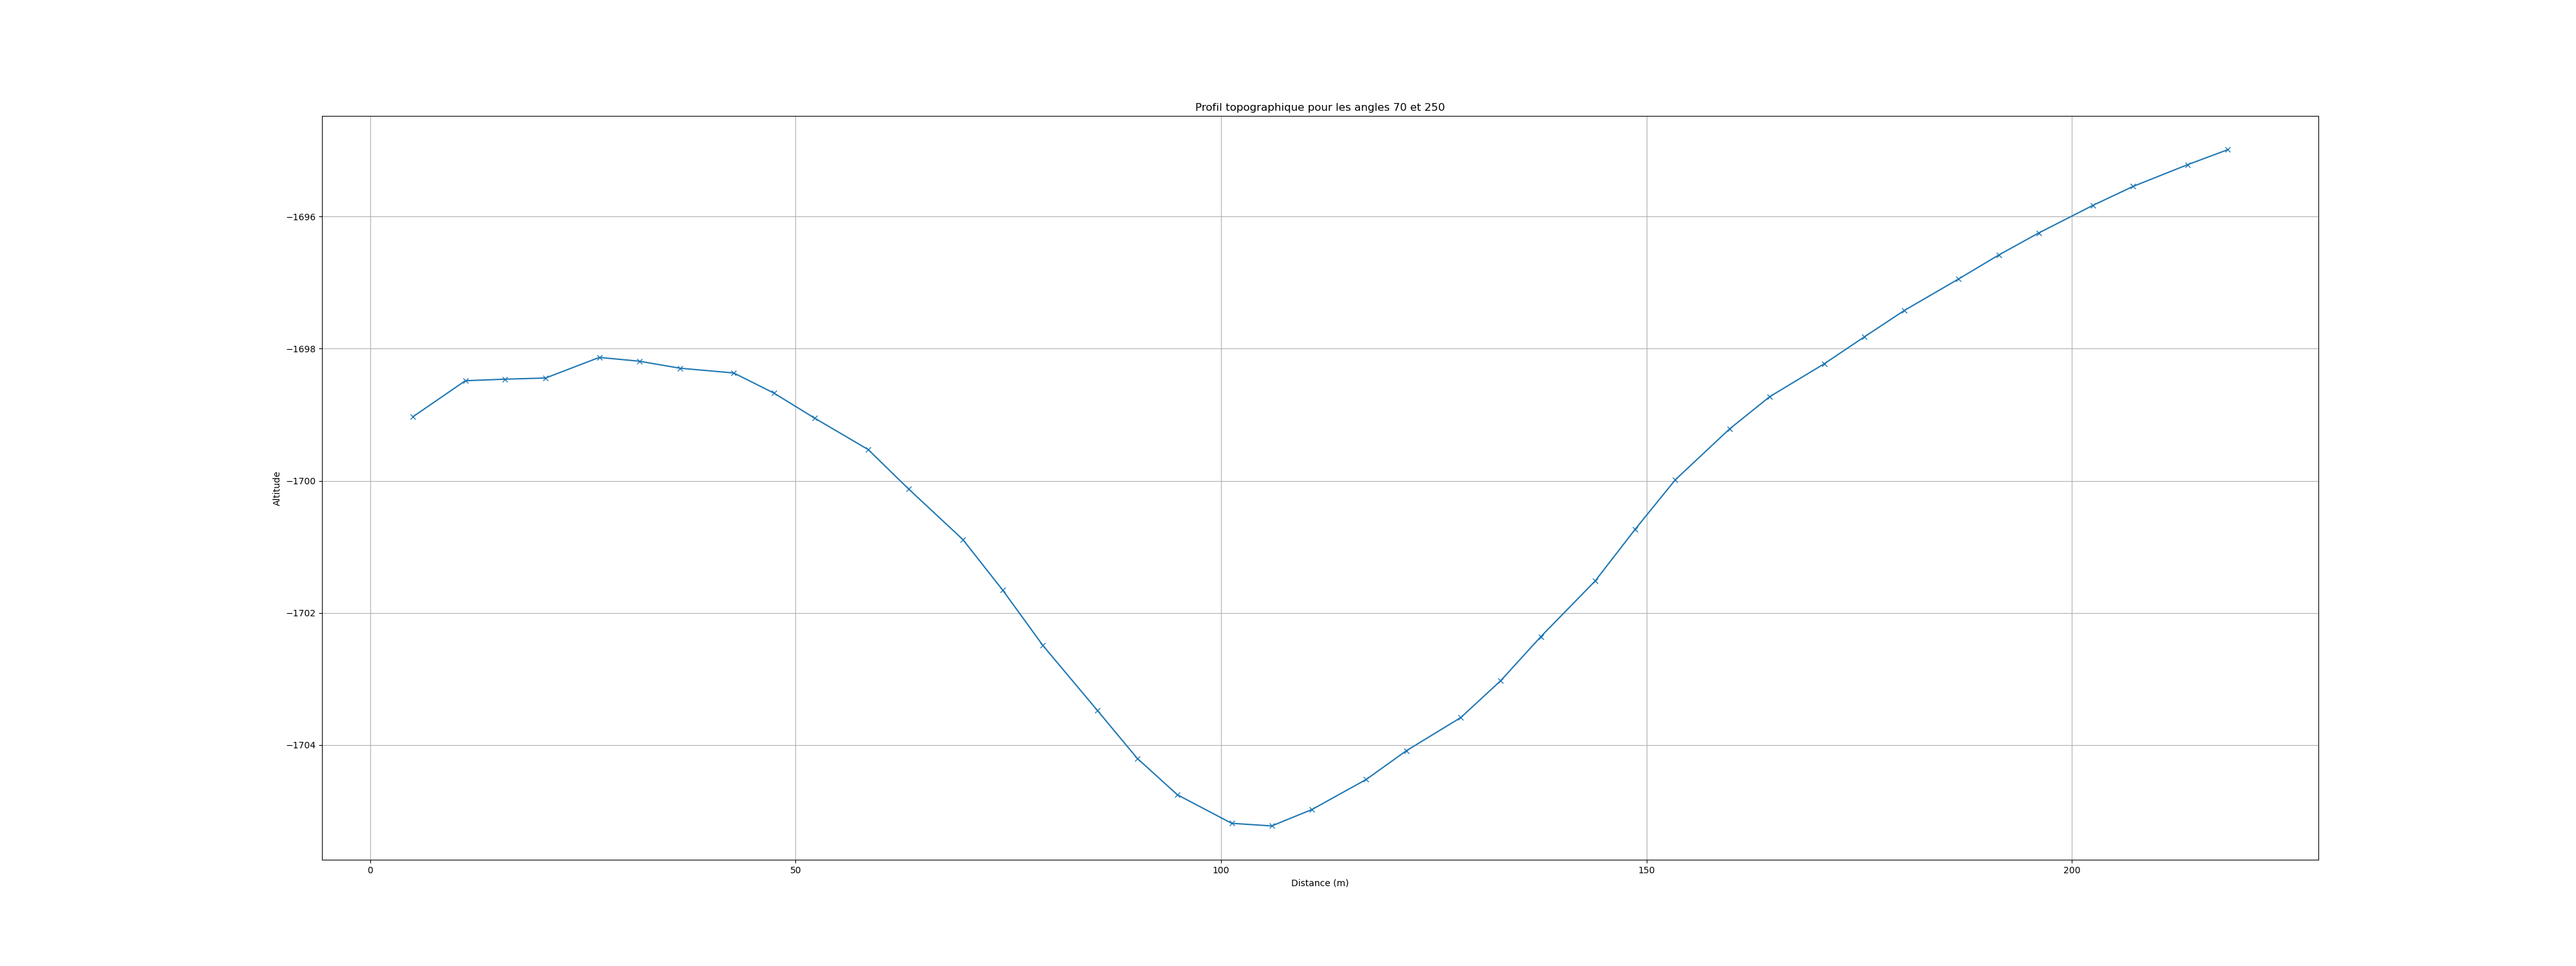 Profil topographique pour les angles 70 et 250
Altitude
−1696
−1698
−1700
−1702
−1704
0 50 100 150 200
Distance (m)